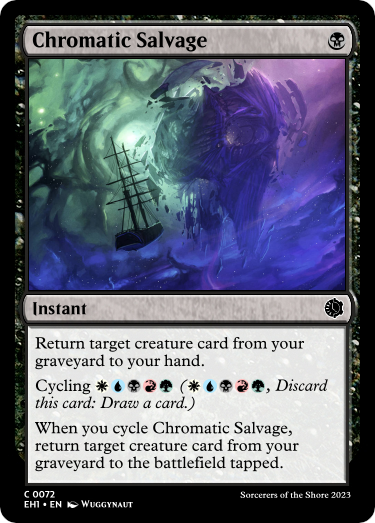 Chromatic Salvage
Instant
Return target creature card from your
graveyard to your hand.
Cycling (, Discard
this card: Draw a card.)
When you cycle Chromatic Salvage,
return target creature card from your
graveyard to the battlefield tapped.
C 0072
EH1 • EN Wuggynaut
Sorcerers of the Shore 2023